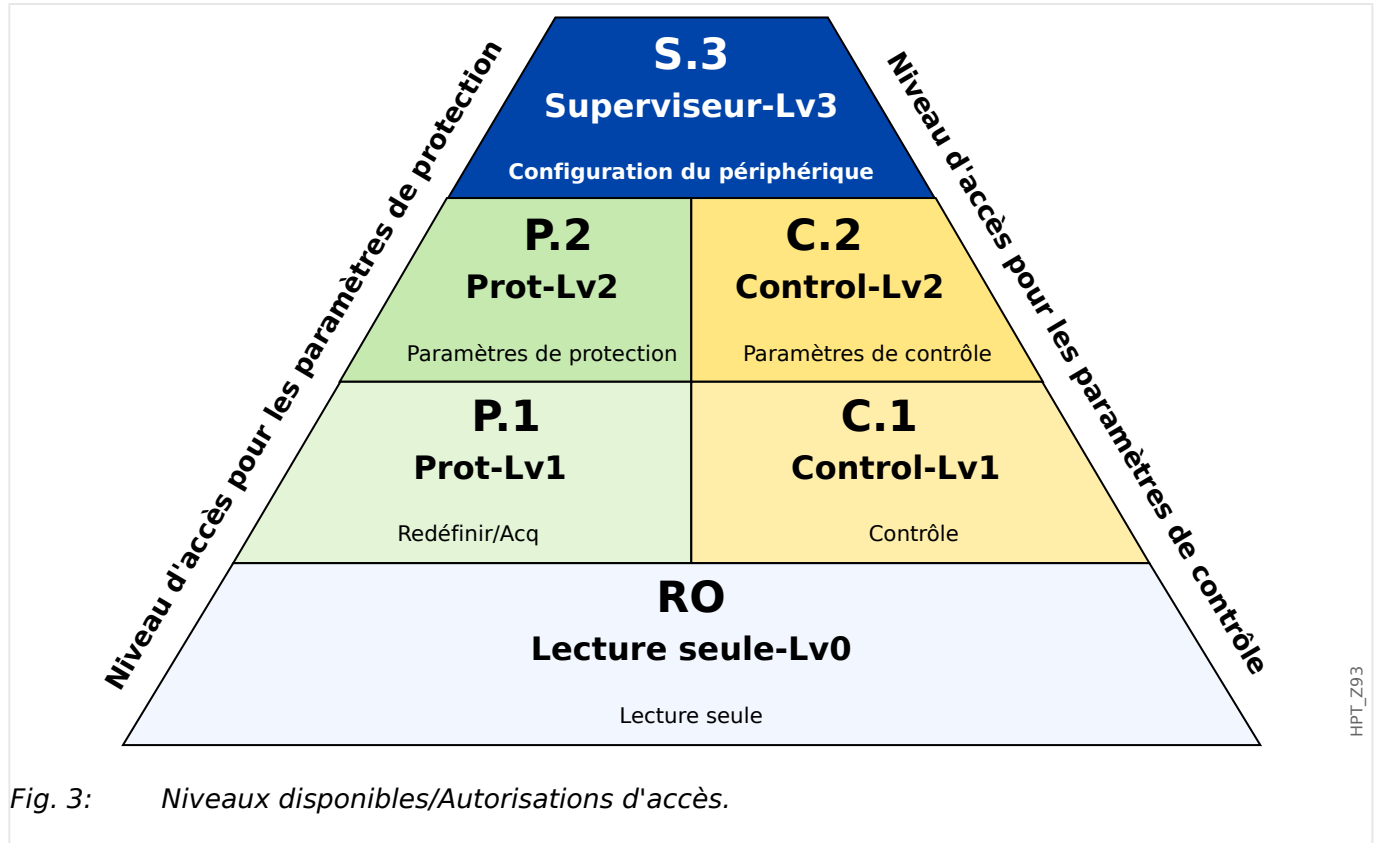 Niveau d'accès pour les paramètres de protection
Niveau d'accès pour les paramètres de contrôle
S.3
Superviseur-Lv3
Configuration du périphérique
P.2
Prot-Lv2
Paramètres de protection
C.2
Control-Lv2
Paramètres de contrôle
P.1
Prot-Lv1
Redéfinir/Acq
C.1
Control-Lv1
Contrôle
RO
Lecture seule-Lv0
Lecture seule
HPT_Z93
Fig. 3: Niveaux disponibles/Autorisations d'accès.